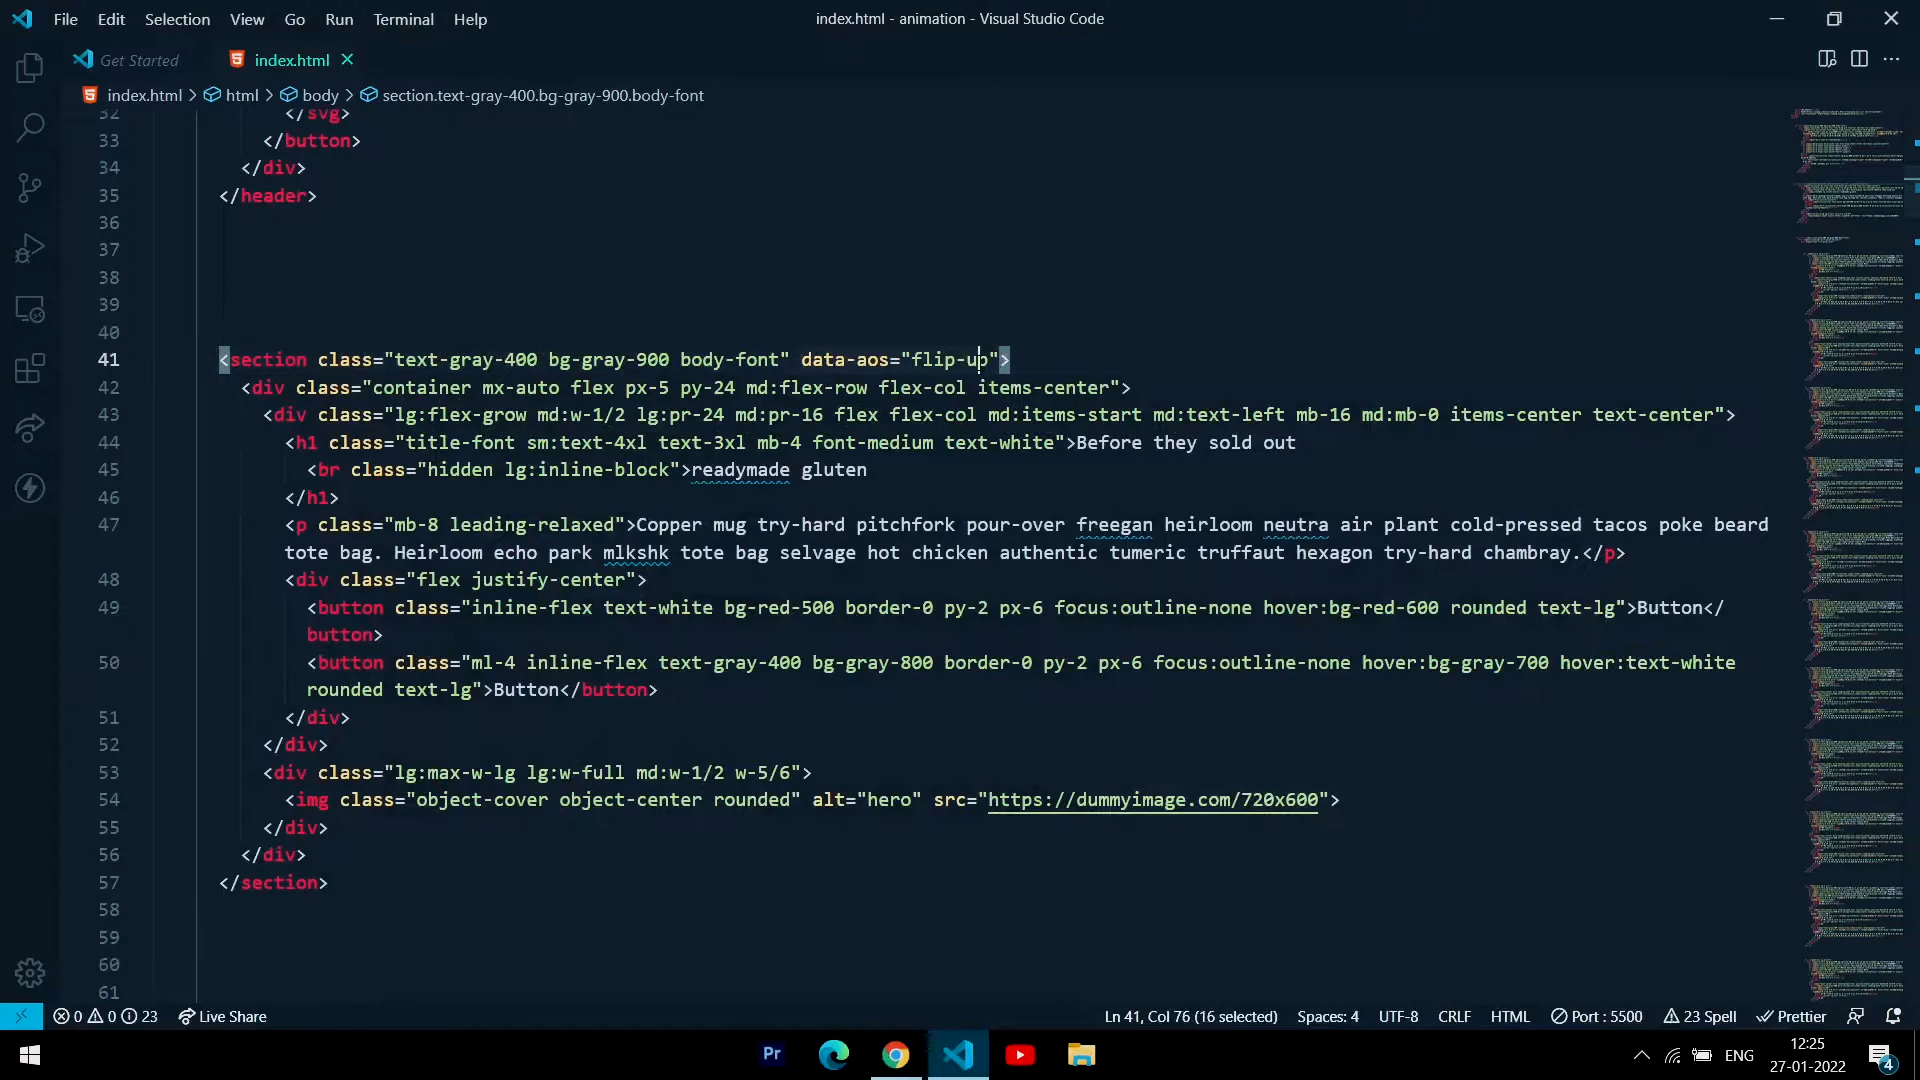 File Edit Selection View Go Run Terminal Help
index.html - animation - Visual Studio Code
Get Started index.html
index.html > html > body > section.text-gray-400.bg-gray-900.body-font
32 </svg>
33 </button>
34 </div>
35 </header>
36
37
38
39
40
41 <section class="text-gray-400 bg-gray-900 body-font" data-aos="flip-up">
42 <div class="container mx-auto flex px-5 py-24 md:flex-row flex-col items-center">
43 <div class="lg:flex-grow md:w-1/2 lg:pr-24 md:pr-16 flex flex-col md:items-start md:text-left mb-16 md:mb-0 items-center text-center">
44 <h1 class="title-font sm:text-4xl text-3xl mb-4 font-medium text-white">Before they sold out
45 <br class="hidden lg:inline-block">readymade gluten
46 </h1>
47 <p class="mb-8 leading-relaxed">Copper mug try-hard pitchfork pour-over freegan heirloom neutra air plant cold-pressed tacos poke beard
tote bag. Heirloom echo park mlkshk tote bag selvage hot chicken authentic tumeric truffaut hexagon try-hard chambray.</p>
48 <div class="flex justify-center">
49 <button class="inline-flex text-white bg-red-500 border-0 py-2 px-6 focus:outline-none hover:bg-red-600 rounded text-lg">Button</
button>
50 <button class="ml-4 inline-flex text-gray-400 bg-gray-800 border-0 py-2 px-6 focus:outline-none hover:bg-gray-700 hover:text-white
rounded text-lg">Button</button>
51 </div>
52 </div>
53 <div class="lg:max-w-lg lg:w-full md:w-1/2 w-5/6">
54 <img class="object-cover object-center rounded" alt="hero" src="https://dummyimage.com/720x600">
55 </div>
56 </div>
57 </section>
58
59
60
61
0 0 23 Live Share Ln 41, Col 76 (16 selected) Spaces: 4 UTF-8 CRLF HTML Port : 5500 23 Spell Prettier
Pr ENG 12:25
27-01-2022 4